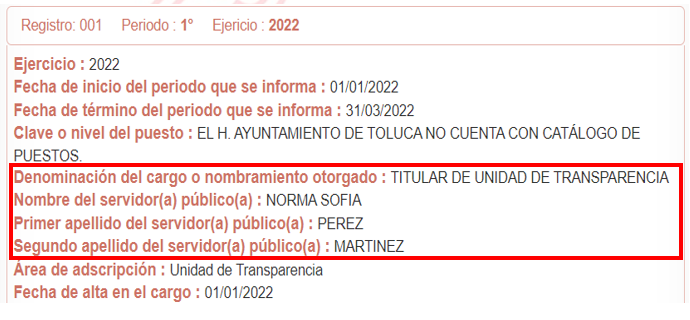 Registro: 001 Periodo : 1° Ejericio : 2022
Ejercicio : 2022
Fecha de inicio del periodo que se informa : 01/01/2022
Fecha de término del periodo que se informa : 31/03/2022
Clave o nivel del puesto : EL H. AYUNTAMIENTO DE TOLUCA NO CUENTA CON CATÁLOGO DE
PUESTOS.
Denominación del cargo o nombramiento otorgado : TITULAR DE UNIDAD DE TRANSPARENCIA
Nombre del servidor(a) público(a) : NORMA SOFIA
Primer apellido del servidor(a) público(a) : PEREZ
Segundo apellido del servidor(a) público(a) : MARTINEZ
Área de adscripción : Unidad de Transparencia
Fecha de alta en el cargo : 01/01/2022